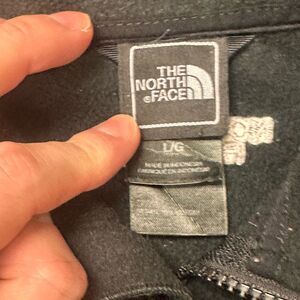 THE
NORTH
FACE
L/G
MADE IN INDONESIA
FABRIQUÉ EN INDONÉSIE